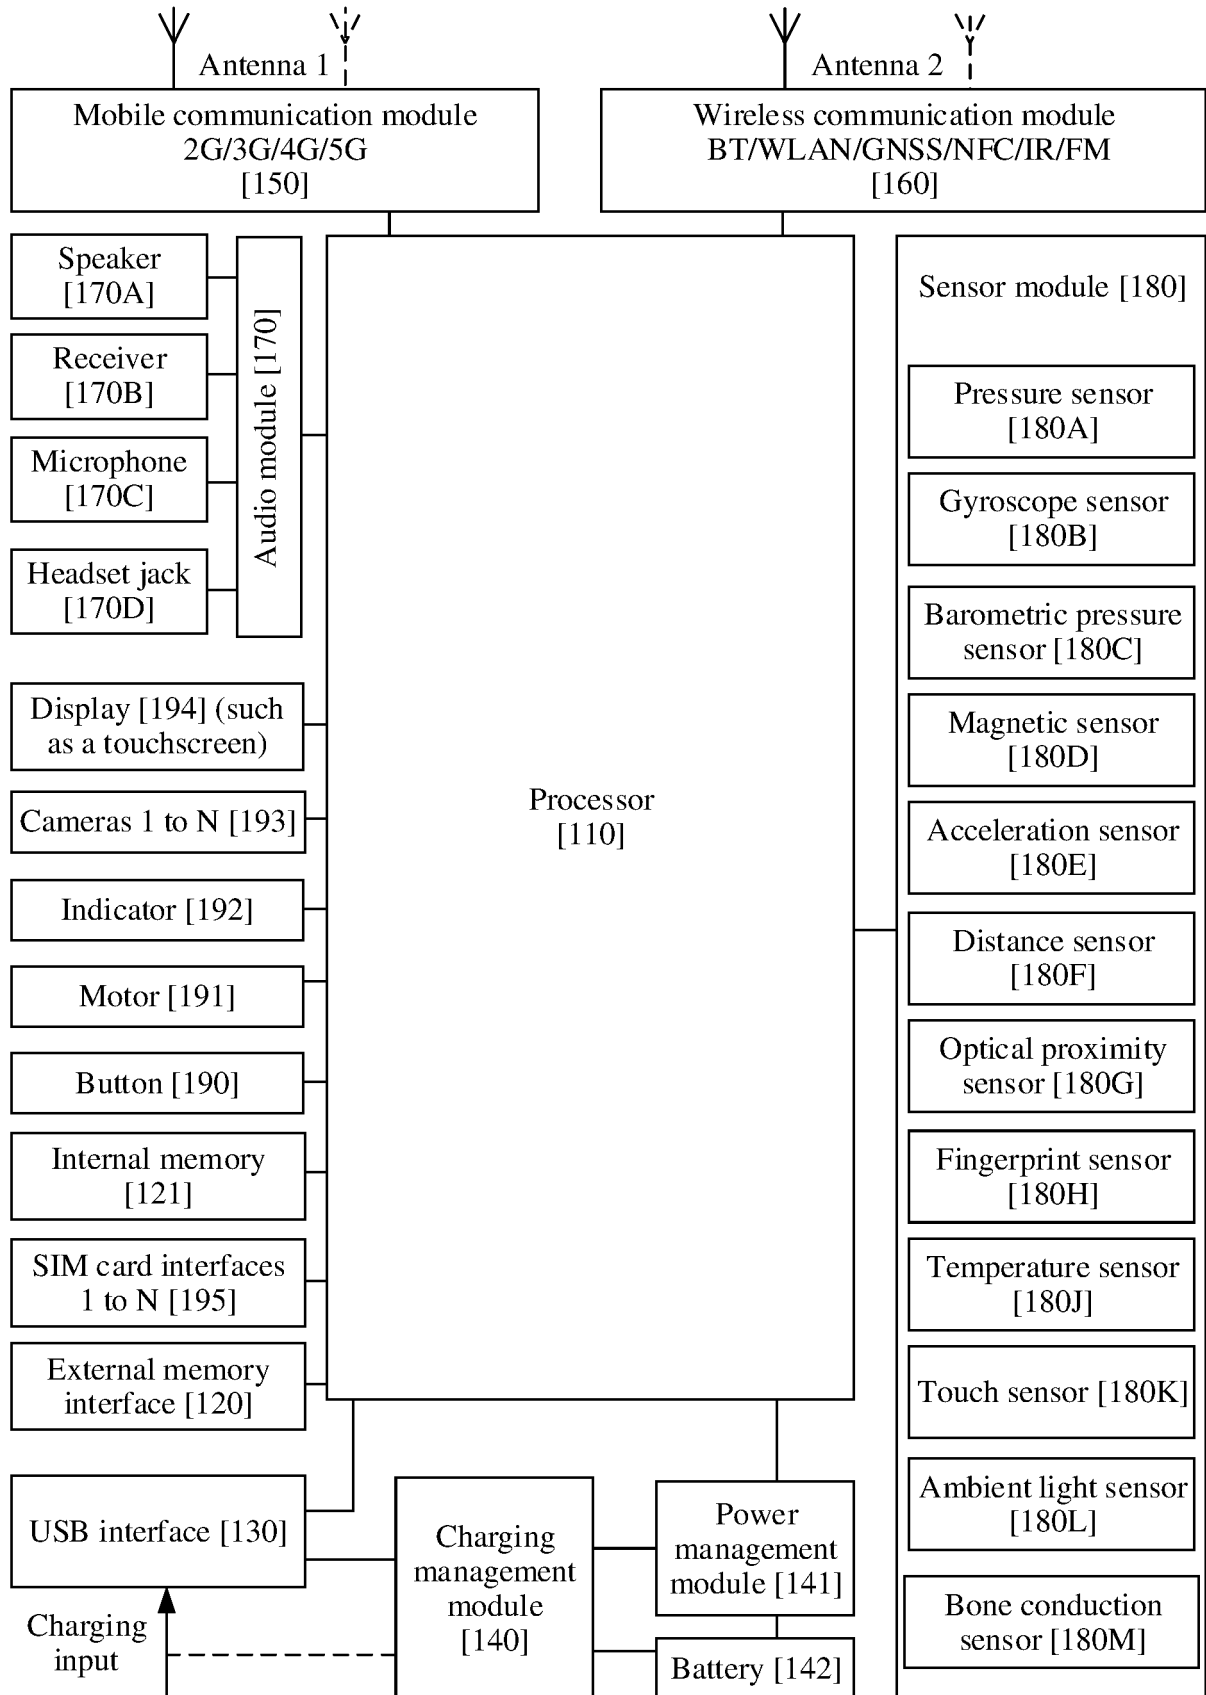 Antenna 1
Antenna 2
Mobile communication module
2G/3G/4G/5G
[150]
Wireless communication module
BT/WLAN/GNSS/NFC/IR/FM
[160]
Speaker
[170A]
Receiver
[170B]
Microphone
[170C]
Headset jack
[170D]
Audio module [170]
Display [194] (such
as a touchscreen)
Cameras 1 to N [193]
Indicator [192]
Motor [191]
Button [190]
Internal memory
[121]
SIM card interfaces
1 to N [195]
External memory
interface [120]
Processor
[110]
Sensor module [180]
Pressure sensor
[180A]
Gyroscope sensor
[180B]
Barometric pressure
sensor [180C]
Magnetic sensor
[180D]
Acceleration sensor
[180E]
Distance sensor
[180F]
Optical proximity
sensor [180G]
Fingerprint sensor
[180H]
Temperature sensor
[180J]
Touch sensor [180K]
Ambient light sensor
[180L]
Bone conduction
sensor [180M]
USB interface [130]
Charging
input
Charging
management
module
[140]
Power
management
module [141]
Battery [142]